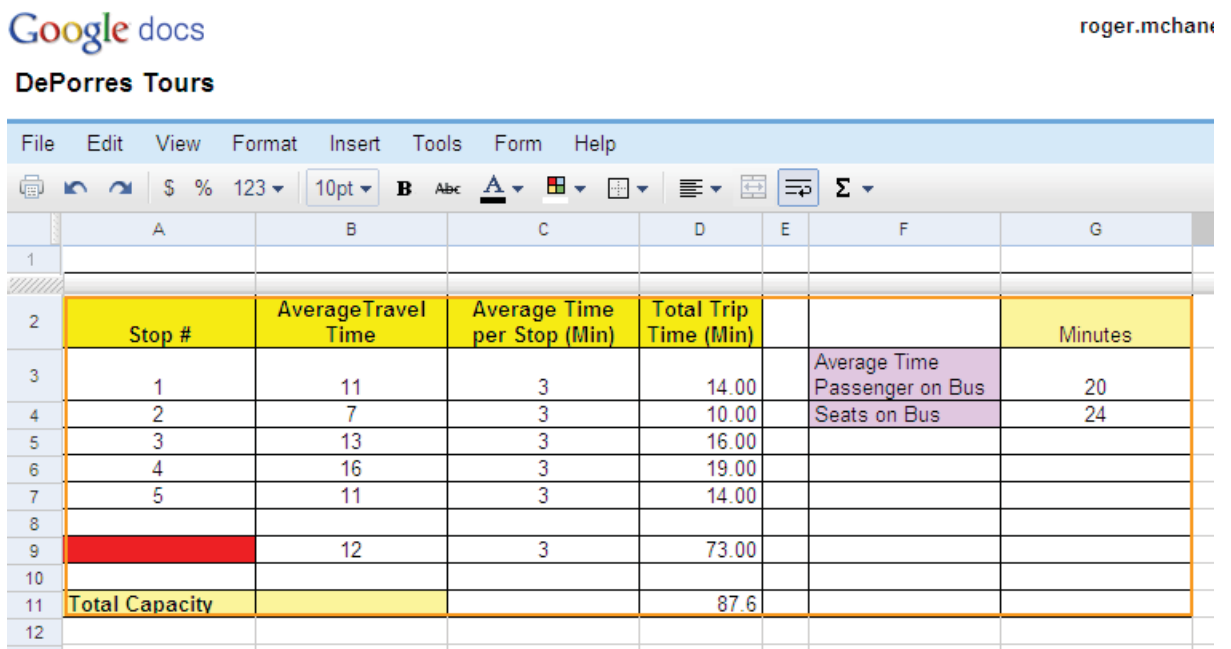 Google docs
roger.mchane
DePorres Tours
File Edit View Format Insert Tools Form Help
$ % 123 10pt B Abc A Σ
A B C D E F G
1
2 Stop # AverageTravel Time Average Time per Stop (Min) Total Trip Time (Min) Minutes
3 1 11 3 14.00 Average Time Passenger on Bus 20
4 2 7 3 10.00 Seats on Bus 24
5 3 13 3 16.00
6 4 16 3 19.00
7 5 11 3 14.00
8
9 12 3 73.00
10
11 Total Capacity 87.6
12